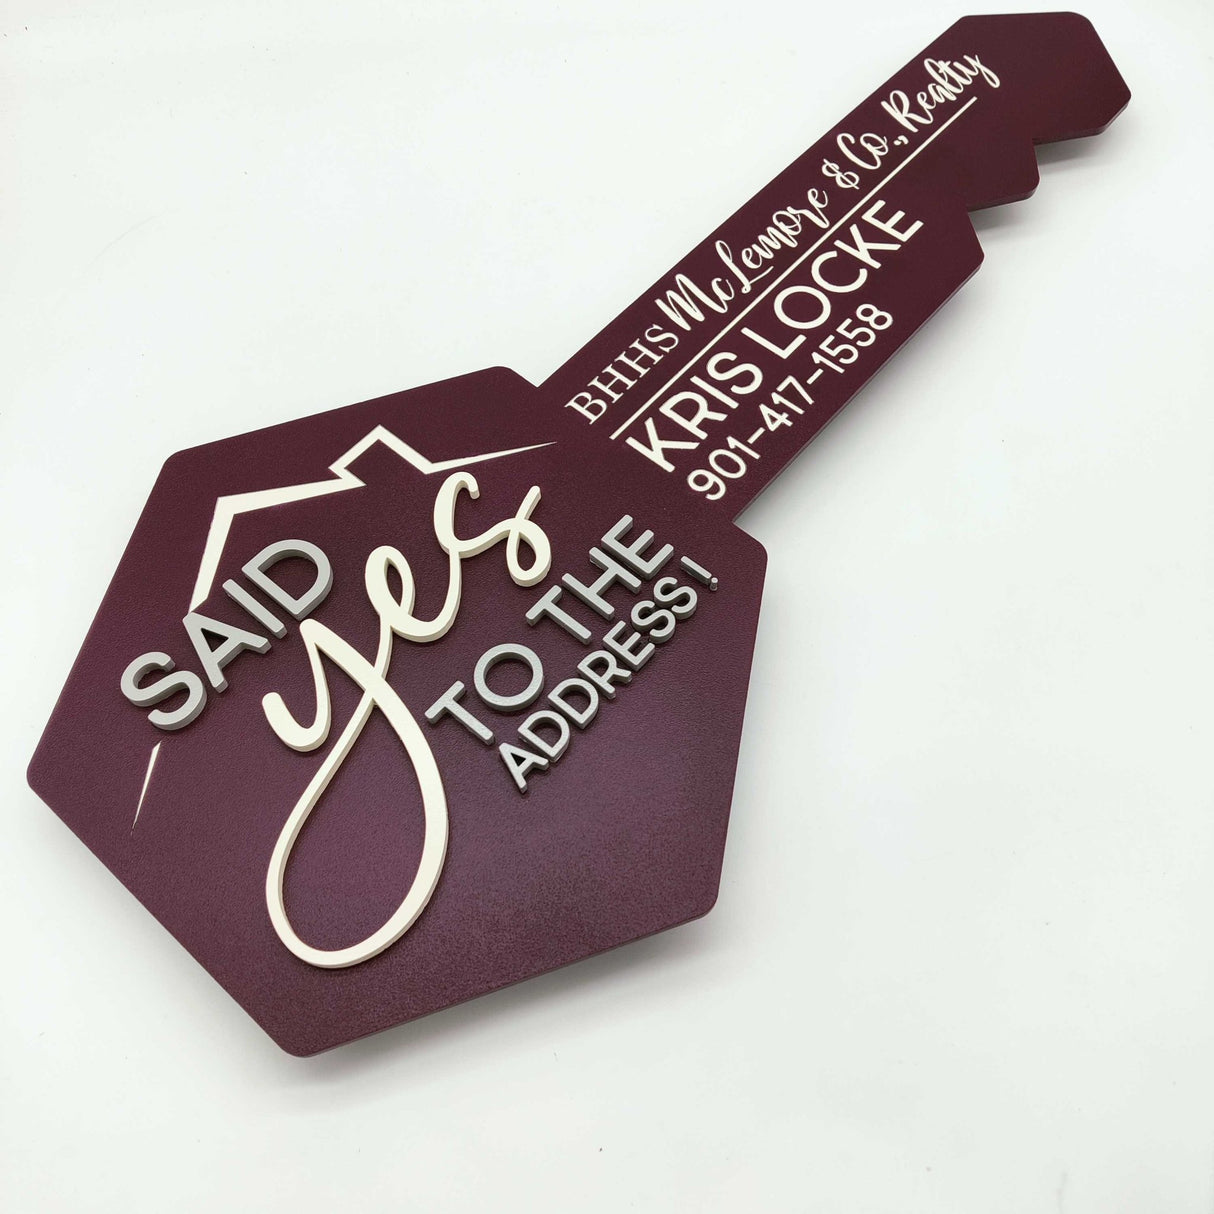 SAID
yes
TO THE
ADDRESS!
BHHS McLemore & Co., Realty
KRIS LOCKE
901-417-1558